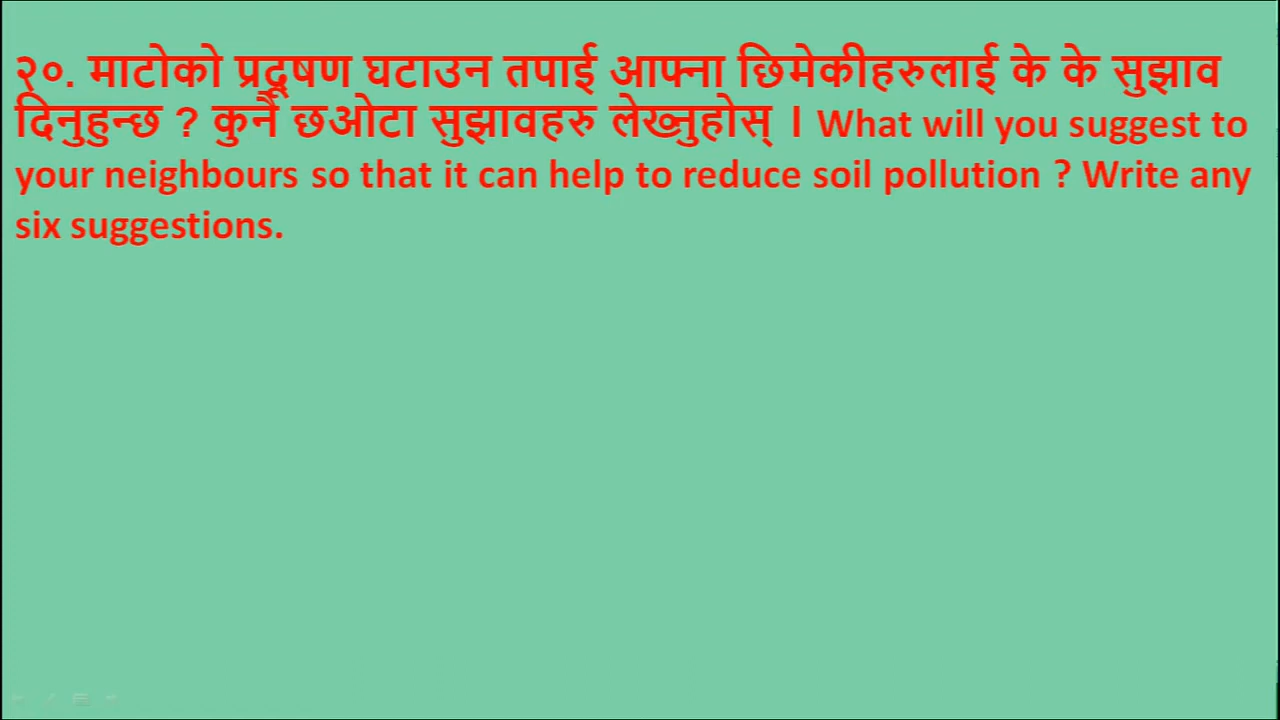 २०. माटोको प्रदूषण घटाउन तपाई आफ्ना छिमेकीहरुलाई के के सुझाव
दिनुहुन्छ ? कुनै छओटा सुझावहरु लेख्नुहोस् । What will you suggest to
your neighbours so that it can help to reduce soil pollution ? Write any
six suggestions.